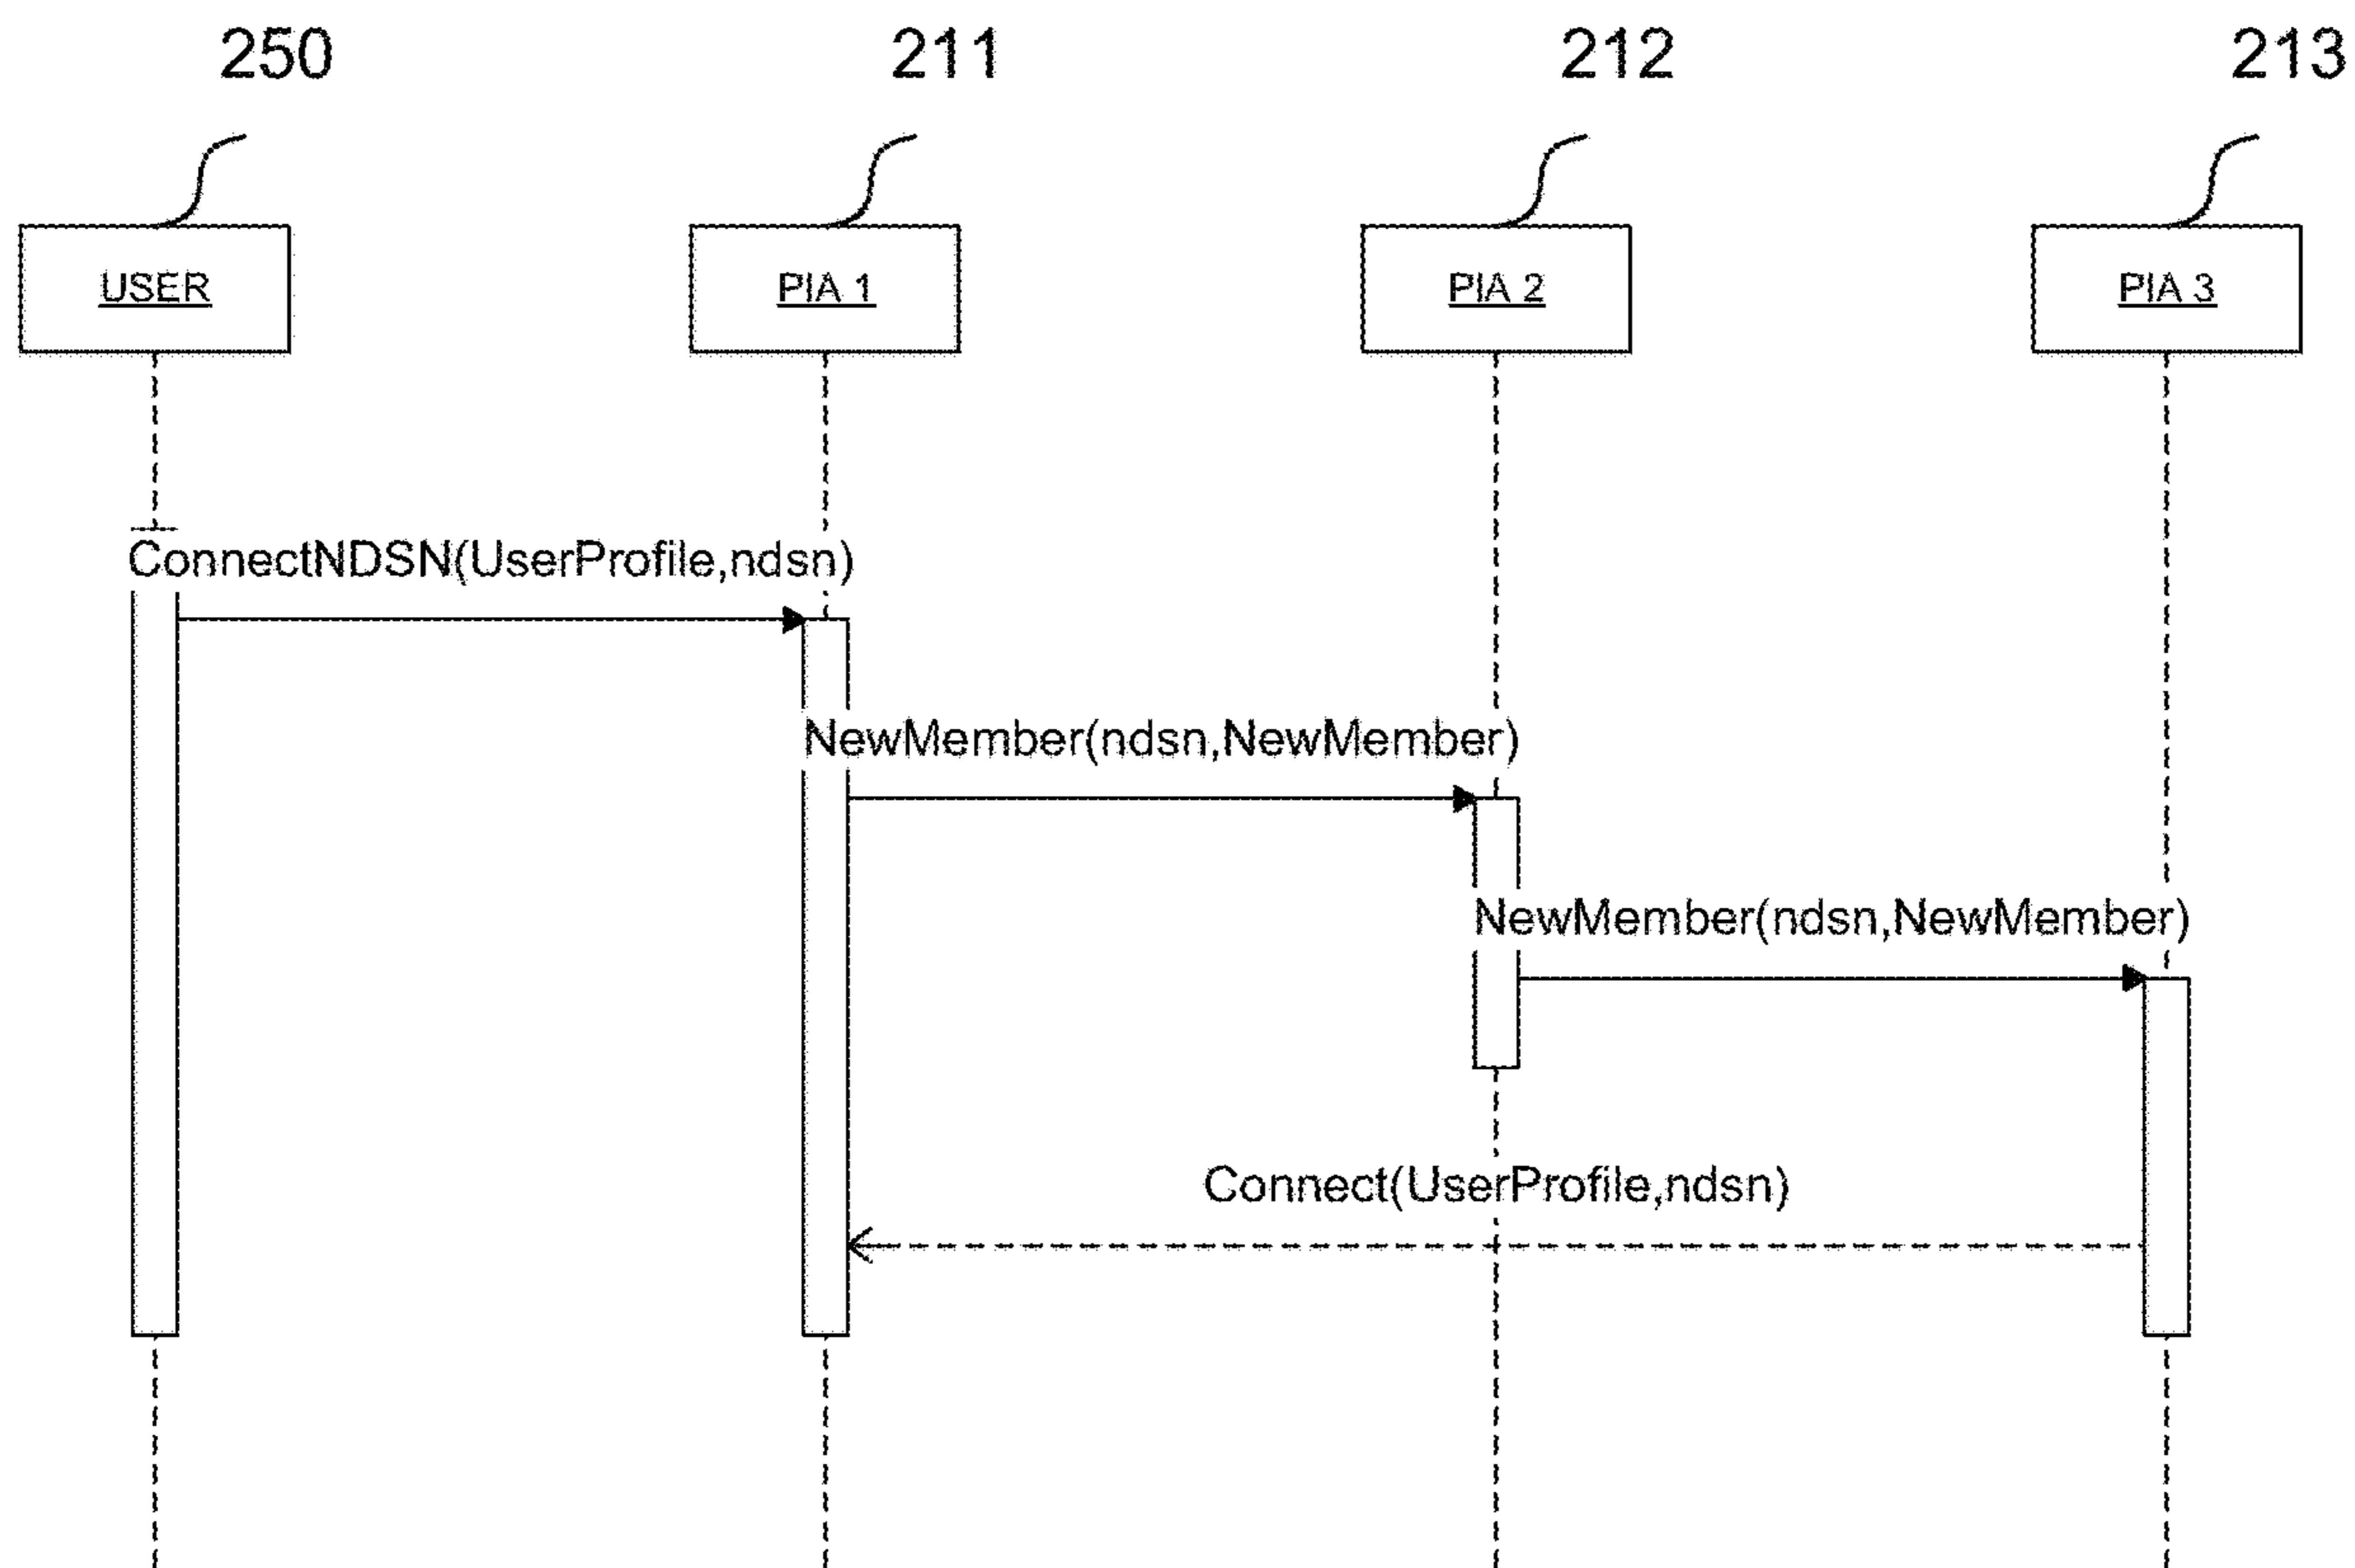 250 211 212 213
USER PIA 1 PIA 2 PIA 3
ConnectNDSN(UserProfile,ndsn)
NewMember(ndsn,NewMember)
NewMember(ndsn,NewMember)
Connect(UserProfile,ndsn)